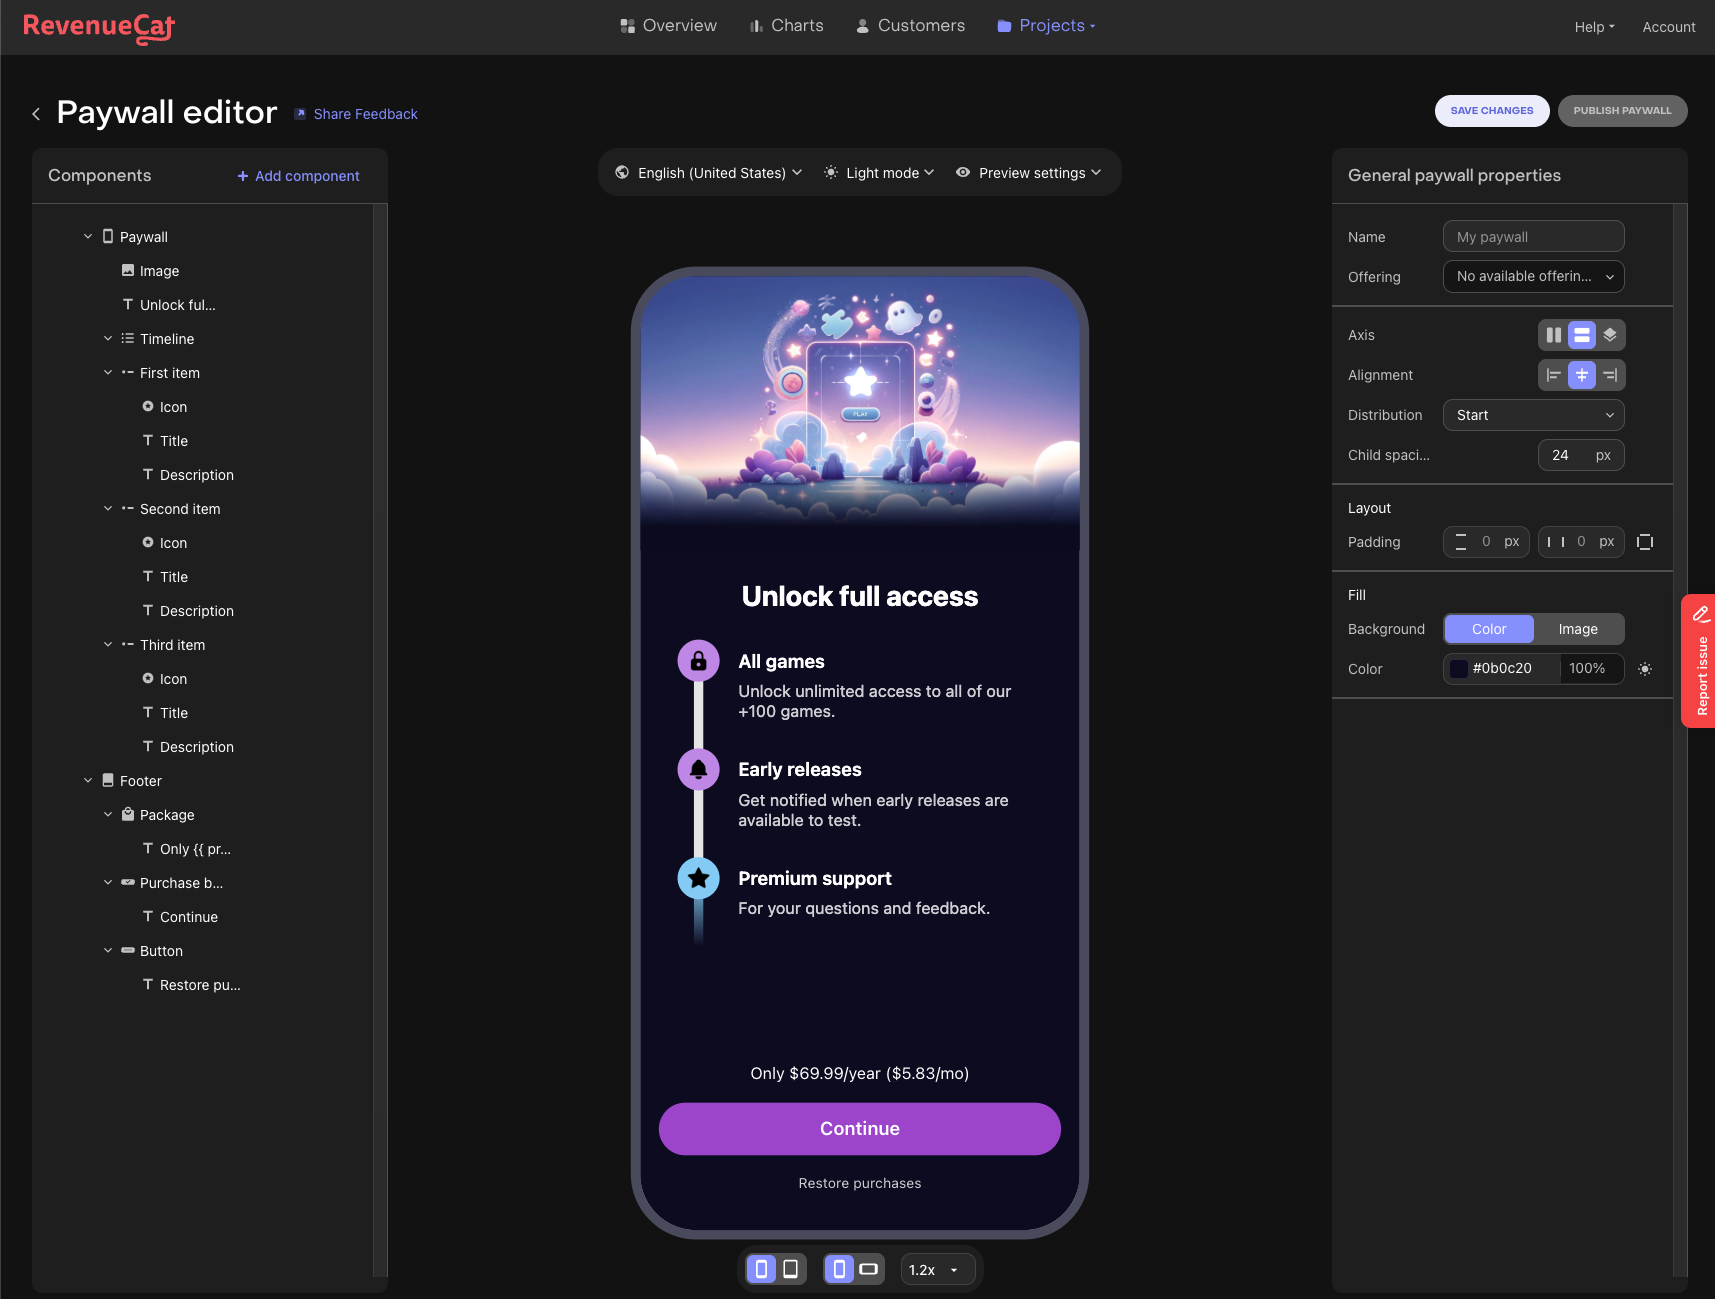 RevenueCat
Overview
Charts
Customers
Projects
Help
Account
Paywall editor
Share Feedback
SAVE CHANGES
PUBLISH PAYWALL
Components
+ Add component
Paywall
Image
Unlock ful...
Timeline
First item
Icon
Title
Description
Second item
Icon
Title
Description
Third item
Icon
Title
Description
Footer
Package
Only {{ pr...
Purchase b...
Continue
Button
Restore pu...
English (United States)
Light mode
Preview settings
PLAY
Unlock full access
All games
Unlock unlimited access to all of our
+100 games.
Early releases
Get notified when early releases are
available to test.
Premium support
For your questions and feedback.
Only $69.99/year ($5.83/mo)
Continue
Restore purchases
1.2x
General paywall properties
Name
My paywall
Offering
No available offerin...
Axis
Alignment
Distribution
Start
Child spaci...
24 px
Layout
Padding
0 px
0 px
Fill
Background
Color
Image
Color
#0b0c20
100%
Report issue